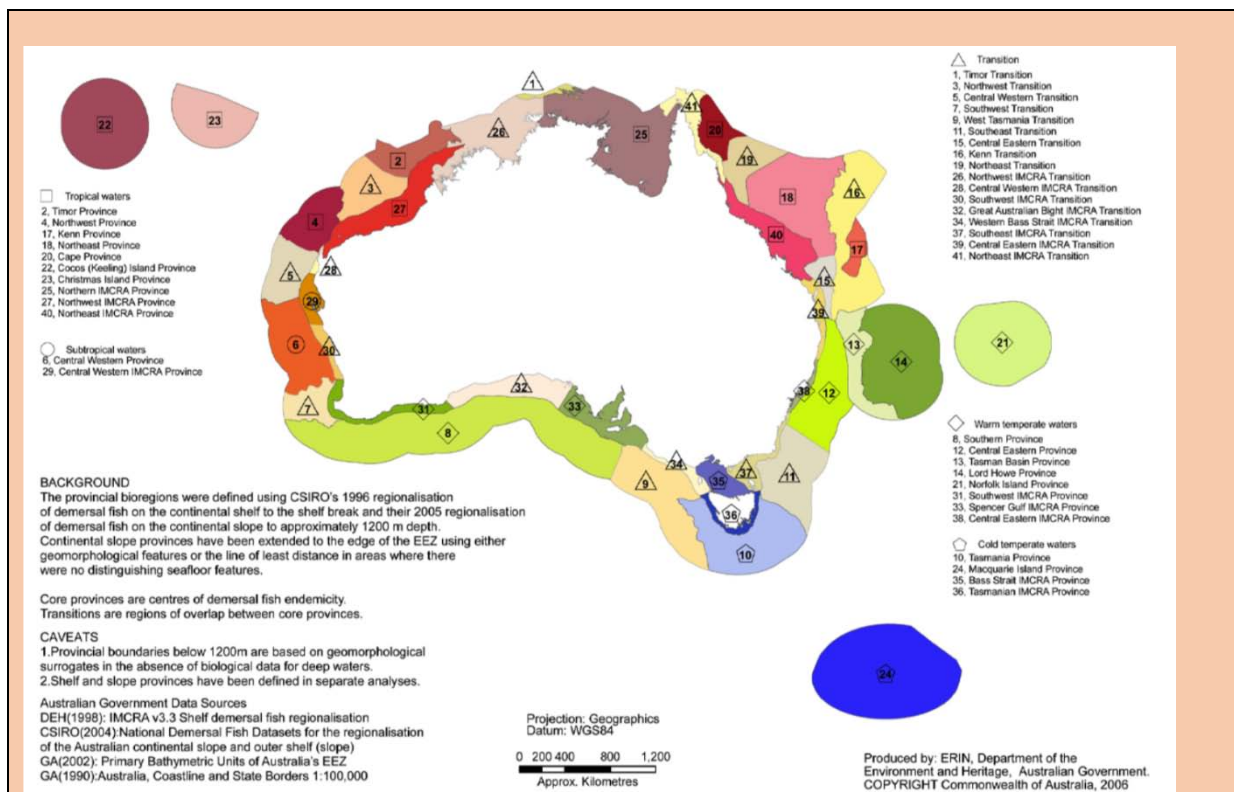 22
23
1
26
25
41
20
19
2
3
27
4
18
16
40
17
28
5
15
29
39
6
30
13
14
21
7
31
32
33
38
12
8
34
9
35
37
11
36
10
24
Tropical waters
2, Timor Province
4, Northwest Province
17, Kenn Province
18, Northeast Province
20, Cape Province
22, Cocos (Keeling) Island Province
23, Christmas Island Province
25, Northern IMCRA Province
27, Northwest IMCRA Province
40, Northeast IMCRA Province
Subtropical waters
6, Central Western Province
29, Central Western IMCRA Province
Transition
1, Timor Transition
3, Northwest Transition
5, Central Western Transition
7, Southwest Transition
9, West Tasmania Transition
11, Southeast Transition
15, Central Eastern Transition
16, Kenn Transition
19, Northeast Transition
26, Northwest IMCRA Transition
28, Central Western IMCRA Transition
30, Southwest IMCRA Transition
32, Great Australian Bight IMCRA Transition
34, Western Bass Strait IMCRA Transition
37, Southeast IMCRA Transition
39, Central Eastern IMCRA Transition
41, Northeast IMCRA Transition
Warm temperate waters
8, Southern Province
12, Central Eastern Province
13, Tasman Basin Province
14, Lord Howe Province
21, Norfolk Island Province
31, Southwest IMCRA Province
33, Spencer Gulf IMCRA Province
38, Central Eastern IMCRA Province
Cold temperate waters
10, Tasmania Province
24, Macquarie Island Province
35, Bass Strait IMCRA Province
36, Tasmanian IMCRA Province
BACKGROUND
The provincial bioregions were defined using CSIRO's 1996 regionalisation
of demersal fish on the continental shelf to the shelf break and their 2005 regionalisation
of demersal fish on the continental slope to approximately 1200 m depth.
Continental slope provinces have been extended to the edge of the EEZ using either
geomorphological features or the line of least distance in areas where there
were no distinguishing seafloor features.
Core provinces are centres of demersal fish endemicity.
Transitions are regions of overlap between core provinces.
CAVEATS
1.Provincial boundaries below 1200m are based on geomorphological
surrogates in the absence of biological data for deep waters.
2.Shelf and slope provinces have been defined in separate analyses.
Australian Government Data Sources
DEH(1998): IMCRA v3.3 Shelf demersal fish regionalisation
CSIRO(2004):National Demersal Fish Datasets for the regionalisation
of the Australian continental slope and outer shelf (slope)
GA(2002): Primary Bathymetric Units of Australia's EEZ
GA(1990):Australia, Coastline and State Borders 1:100,000
Projection: Geographics
Datum: WGS84
0 200 400 800 1,200
Approx. Kilometres
Produced by: ERIN, Department of the
Environment and Heritage, Australian Government.
COPYRIGHT Commonwealth of Australia, 2006